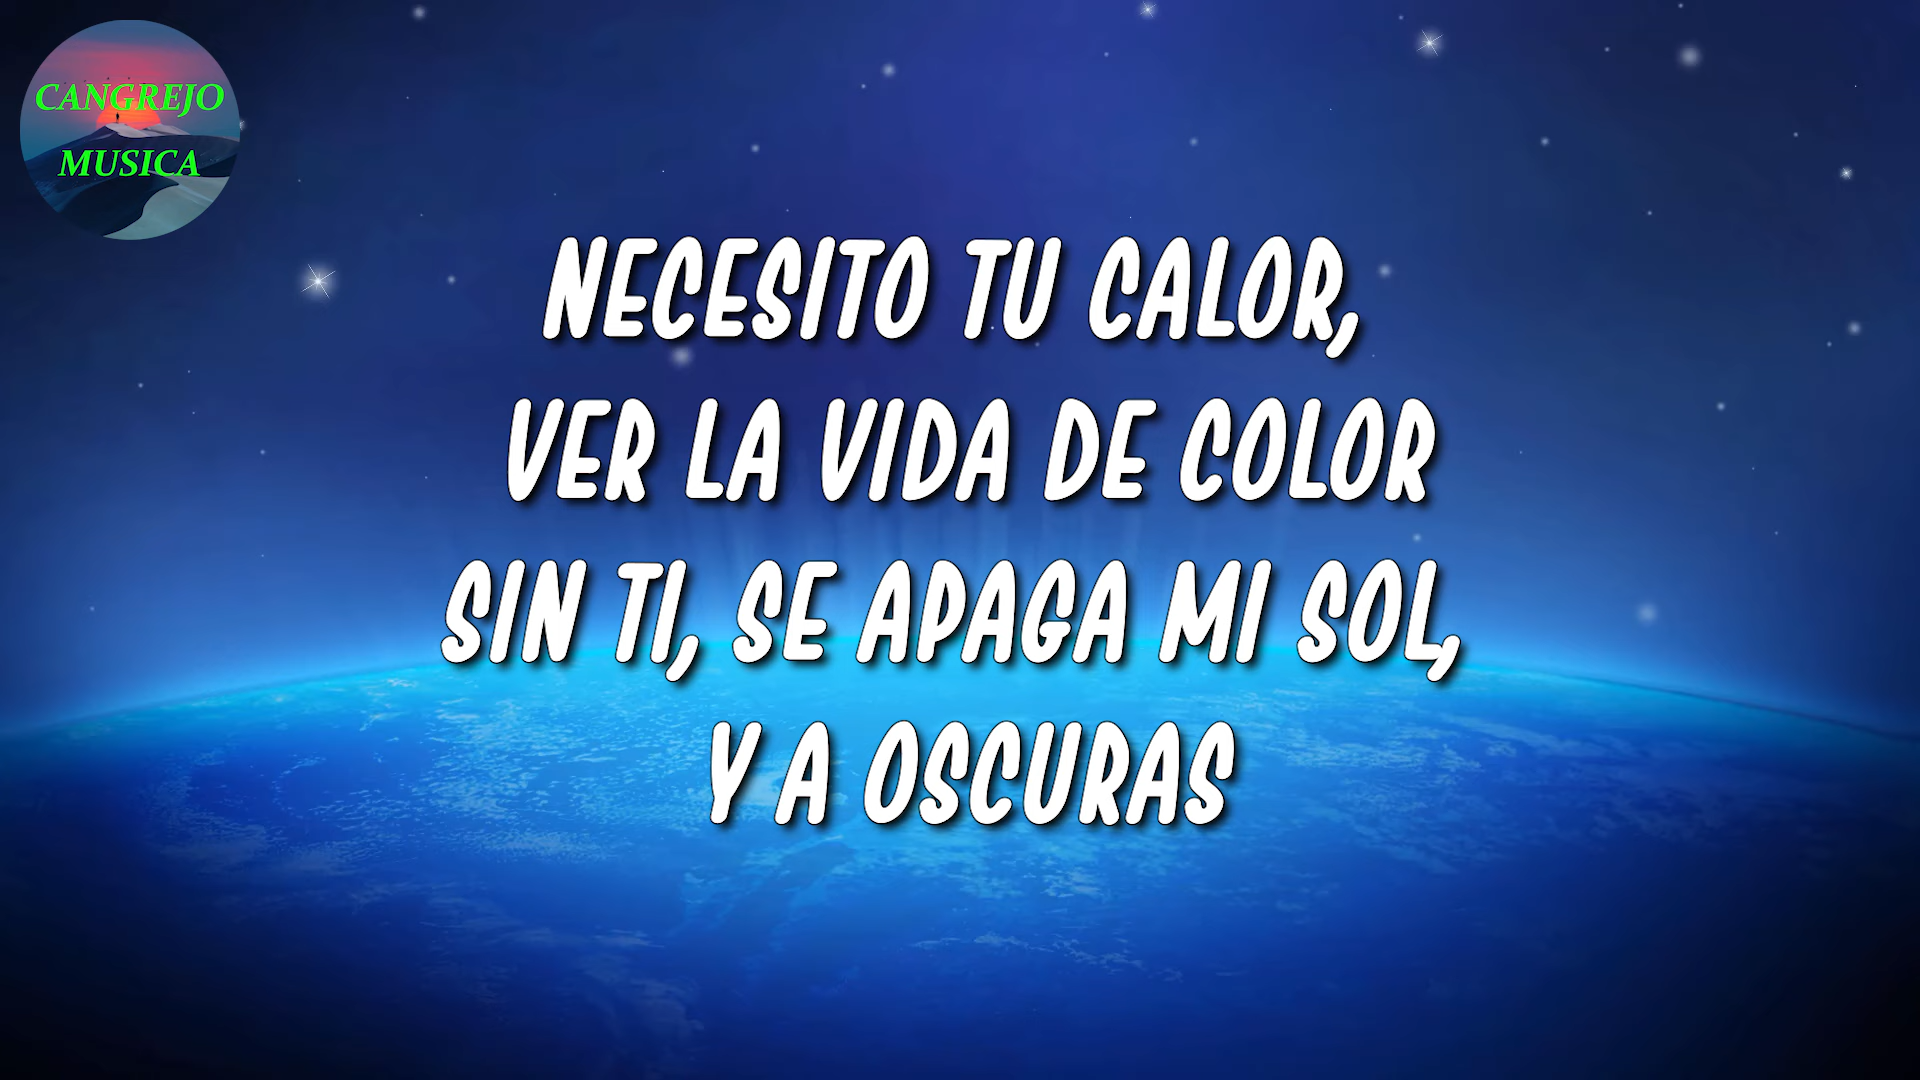 CANGREJO
MUSICA
NECESITO TU CALOR,
VER LA VIDA DE COLOR
SIN TI, SE APAGA MI SOL,
Y A OSCURAS